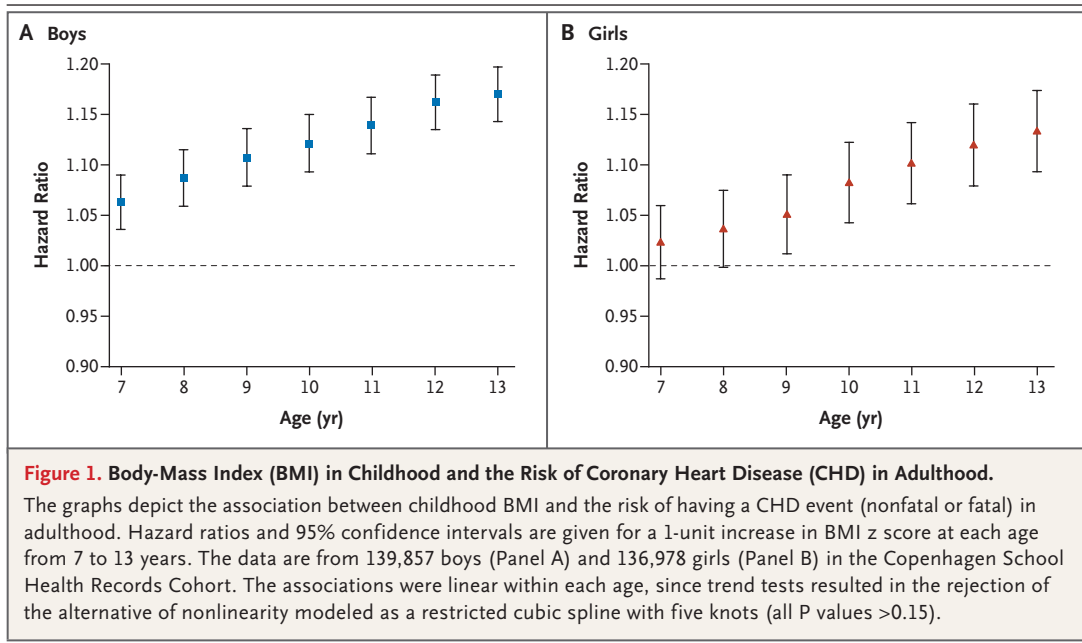 A Boys
1.20
1.15
1.10
1.05
1.00
0.95
0.90
Hazard Ratio
7 8 9 10 11 12 13
Age (yr)
B Girls
1.20
1.15
1.10
1.05
1.00
0.95
0.90
Hazard Ratio
7 8 9 10 11 12 13
Age (yr)
Figure 1. Body-Mass Index (BMI) in Childhood and the Risk of Coronary Heart Disease (CHD) in Adulthood.
The graphs depict the association between childhood BMI and the risk of having a CHD event (nonfatal or fatal) in
adulthood. Hazard ratios and 95% confidence intervals are given for a 1-unit increase in BMI z score at each age
from 7 to 13 years. The data are from 139,857 boys (Panel A) and 136,978 girls (Panel B) in the Copenhagen School
Health Records Cohort. The associations were linear within each age, since trend tests resulted in the rejection of
the alternative of nonlinearity modeled as a restricted cubic spline with five knots (all P values >0.15).